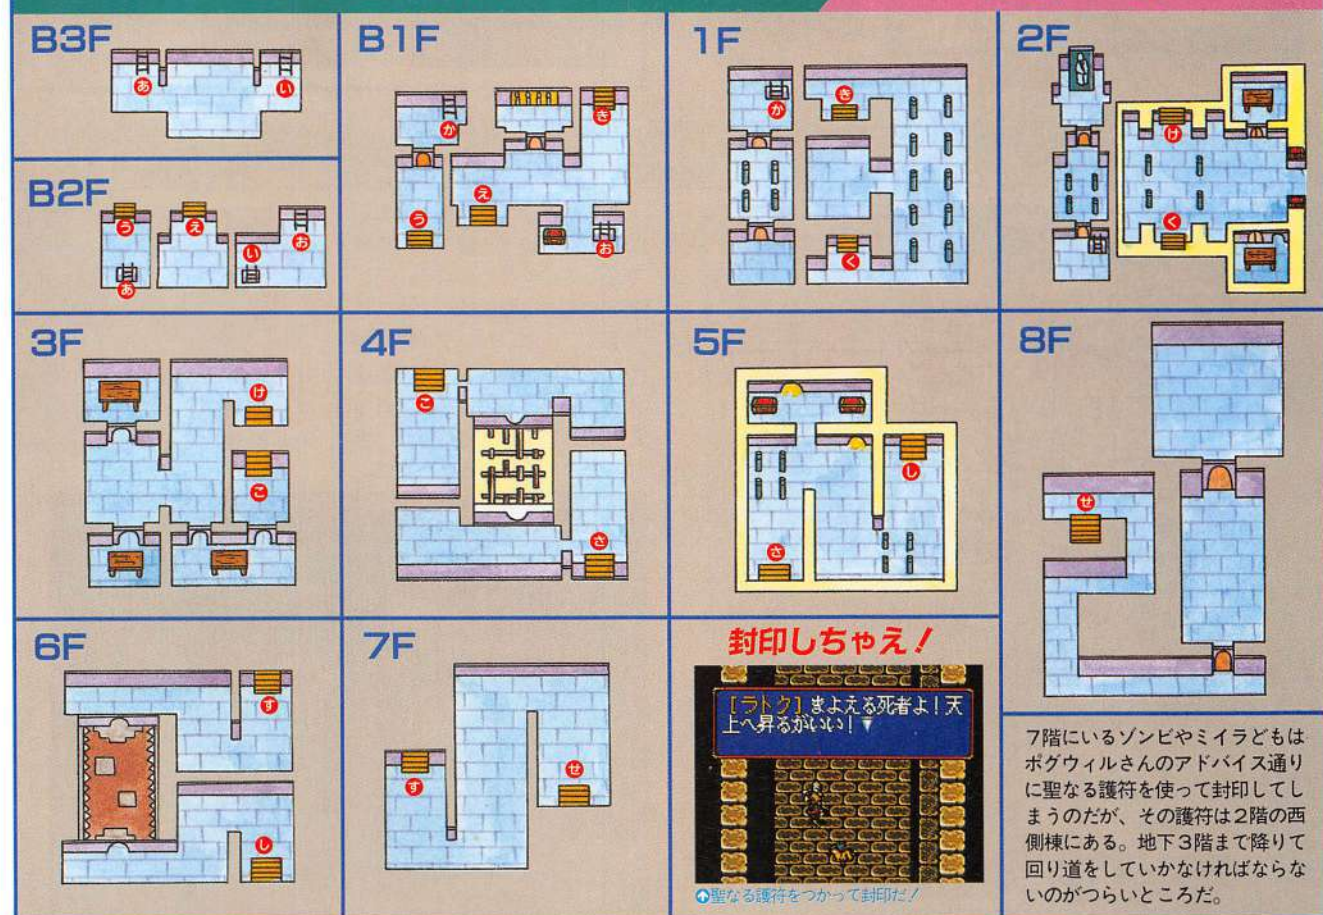 B3F
あ
い
B2F
う
え
お
い
あ
B1F
か
き
え
う
お
1F
か
き
く
2F
け
く
3F
け
こ
4F
こ
さ
5F
し
さ
8F
せ
6F
す
し
7F
す
せ
封印しちゃえ!
[ラトク]まよえる死者よ!天
上へ昇るがいい!▼
聖なる護符をつかって封印だ!
7階にいるゾンビやミイラどもは
ポグウィルさんのアドバイス通り
に聖なる護符を使って封印してし
まうのだが、その護符は2階の西
側棟にある。地下3階まで降りて
回り道をしていかなければならな
いのがつらいところだ。